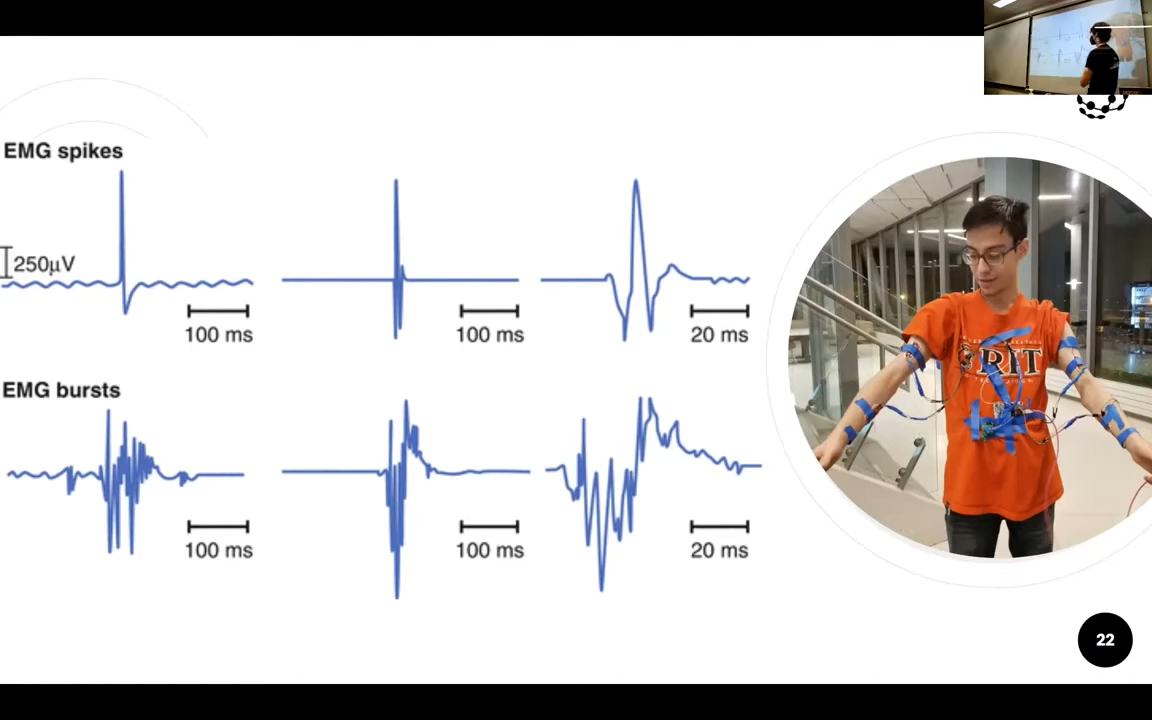 EMG spikes
250μV
100 ms
100 ms
20 ms
EMG bursts
100 ms
100 ms
20 ms
RIT
22